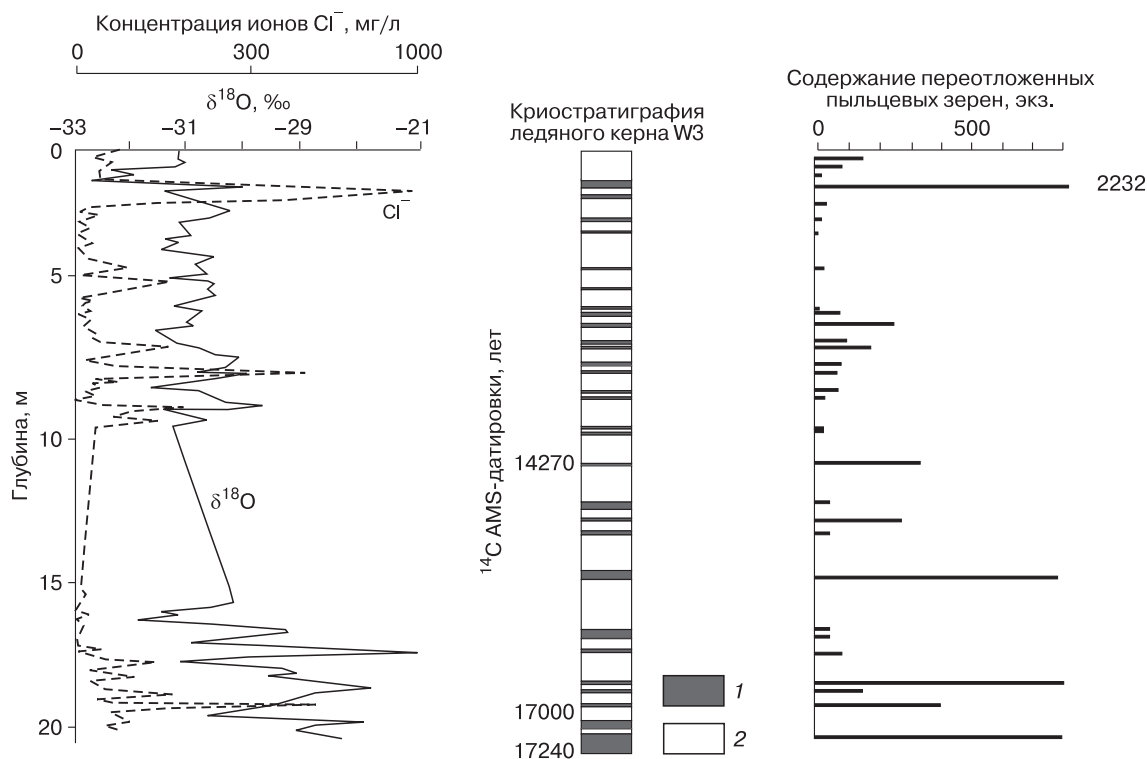 Концентрация ионов Cl⁻, мг/л
0 300 1000
δ¹⁸O, ‰
−33 −31 −29 −21
0
5
10
15
20
Глубина, м
Cl⁻
δ¹⁸O
Криостратиграфия
ледяного керна W3
¹⁴C AMS-датировки, лет
14270
17000
17240
1
2
Содержание переотложенных
пыльцевых зерен, экз.
0 500
2232